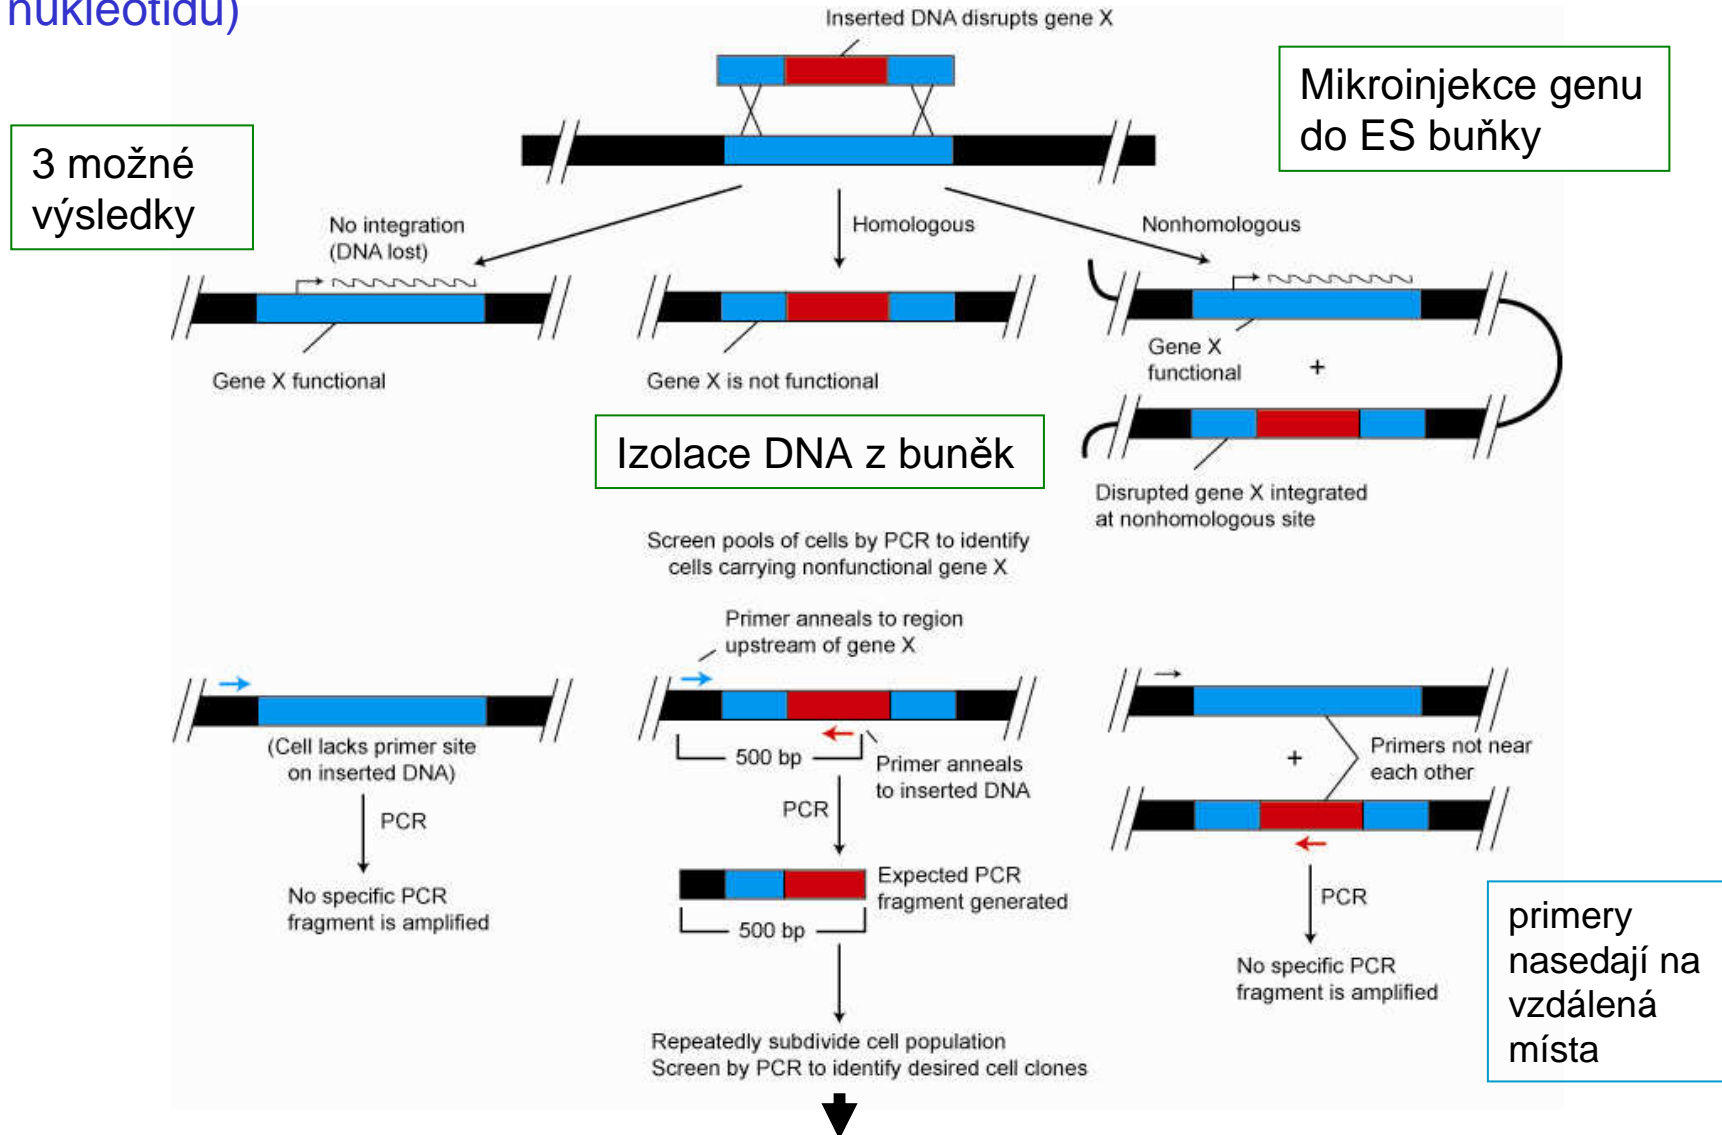 nukleotidů)
Inserted DNA disrupts gene X
Mikroinjekce genu
do ES buňky
3 možné
výsledky
No integration
(DNA lost)
Homologous
Nonhomologous
Gene X functional
Gene X is not functional
Gene X
functional
+
Izolace DNA z buněk
Disrupted gene X integrated
at nonhomologous site
Screen pools of cells by PCR to identify
cells carrying nonfunctional gene X
Primer anneals to region
upstream of gene X
(Cell lacks primer site
on inserted DNA)
PCR
No specific PCR
fragment is amplified
500 bp
Primer anneals
to inserted DNA
PCR
Expected PCR
fragment generated
500 bp
Repeatedly subdivide cell population
Screen by PCR to identify desired cell clones
+
Primers not near
each other
PCR
No specific PCR
fragment is amplified
primery
nasedají na
vzdálená
místa